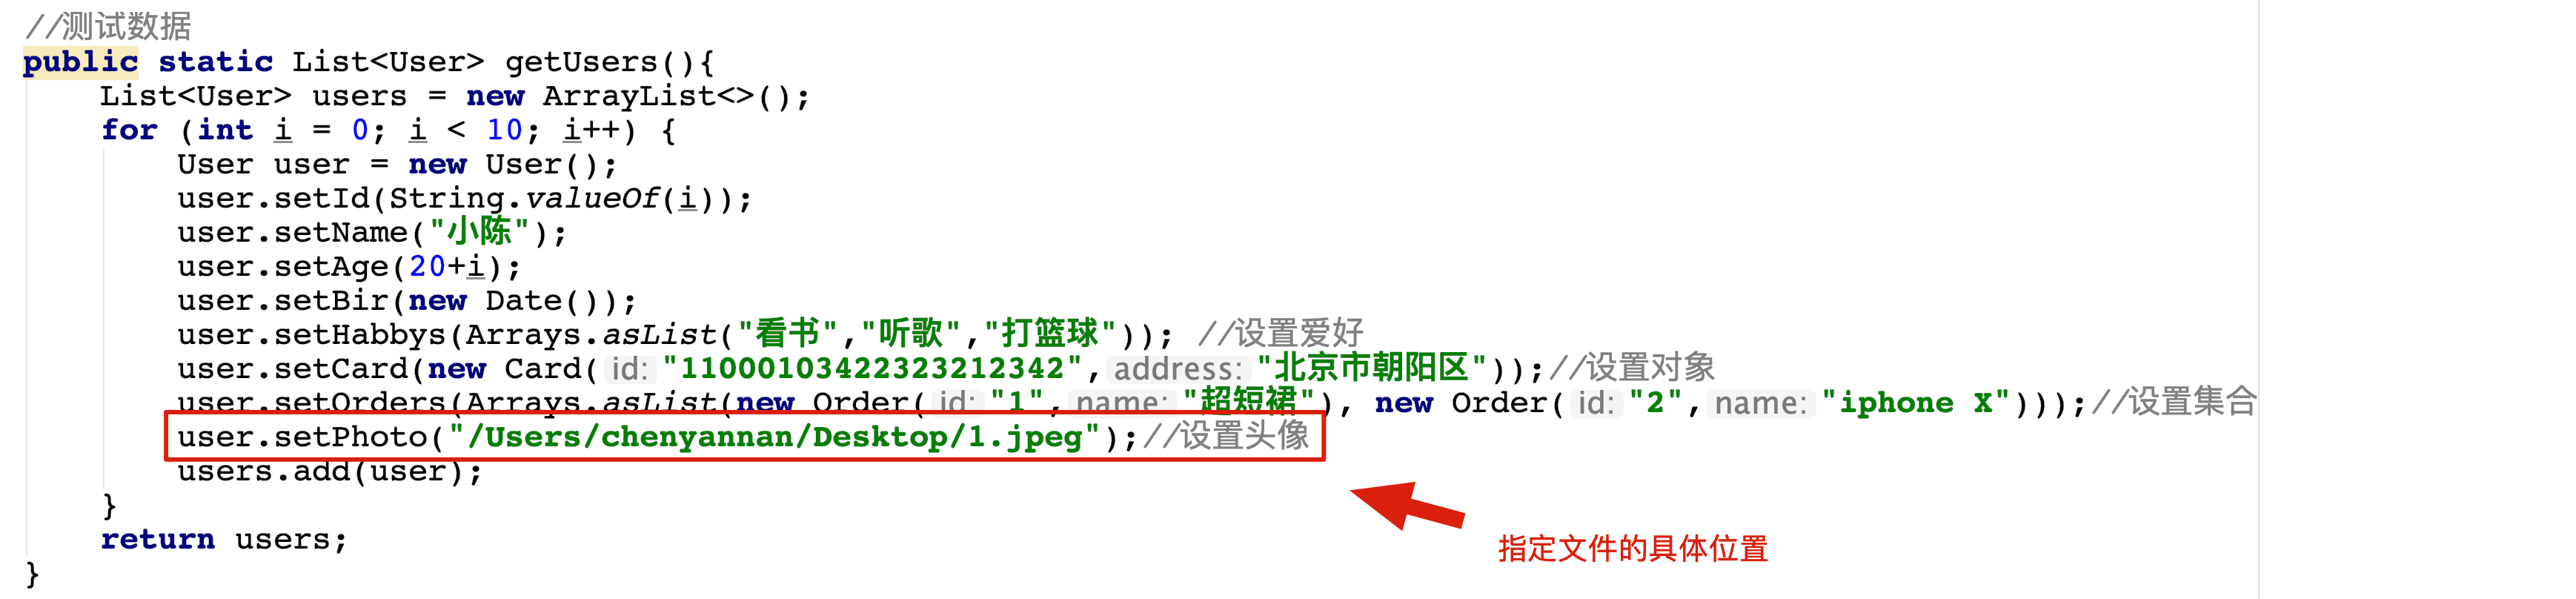 //测试数据
public static List<User> getUsers(){
List<User> users = new ArrayList<>();
for (int i = 0; i < 10; i++) {
User user = new User();
user.setId(String.valueOf(i));
user.setName("小陈");
user.setAge(20+i);
user.setBir(new Date());
user.setHabbys(Arrays.asList("看书","听歌","打篮球")); //设置爱好
user.setCard(new Card( id: "110001034223232​12342", address: "北京市朝阳区"));//设置对象
user.setOrders(Arrays.asList(new Order( id: "1", name: "超短裙"), new Order( id: "2", name: "iphone X")));//设置集合
user.setPhoto("/Users/chenyannan/Desktop/1.jpeg");//设置头像
users.add(user);
}
return users;
}
指定文件的具体位置